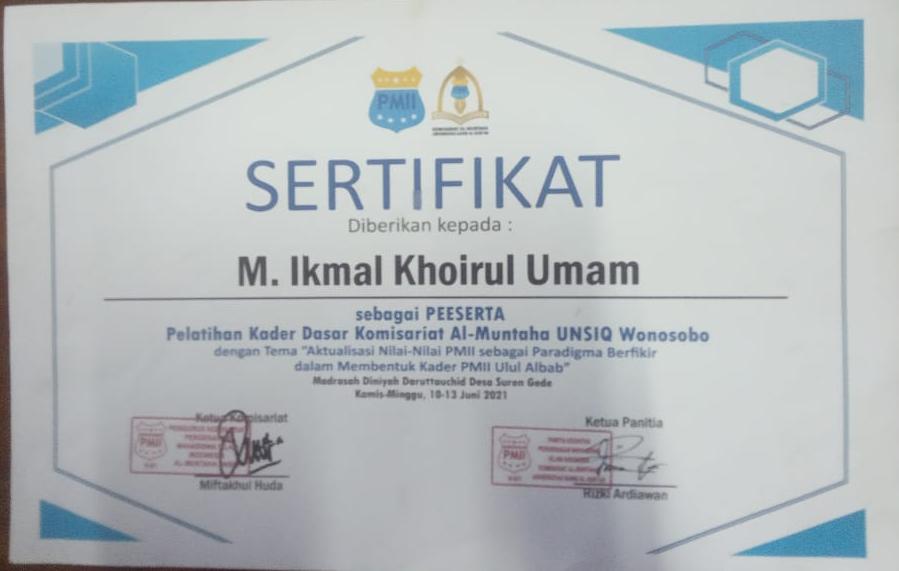 PMII
SERTIFIKAT
Diberikan kepada :
M. Ikmal Khoirul Umam
sebagai PEESERTA
Pelatihan Kader Dasar Komisariat Al-Muntaha UNSIQ Wonosobo
dengan Tema "Aktualisasi Nilai-Nilai PMII sebagai Paradigma Berfikir
dalam Membentuk Kader PMII Ulul Albab"
Madrasah Diniyah Daruttauchid Desa Suren Gede
Kamis-Minggu, 10-13 Juni 2021
Ketua Komisariat
PMII
Miftakhul Huda
Ketua Panitia
PMII
Rizki Ardiawan